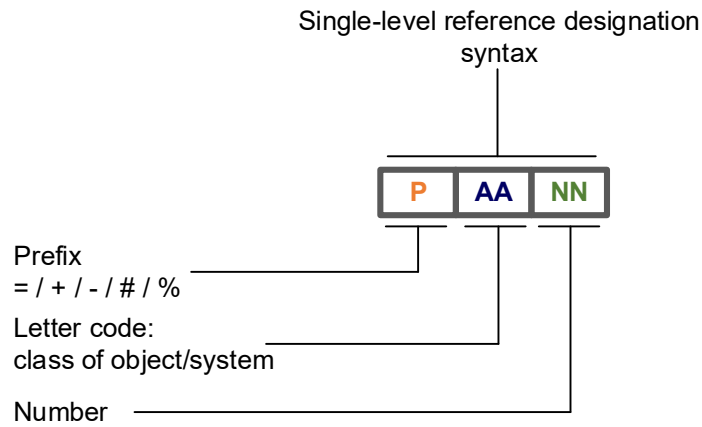 Single-level reference designation
syntax
P AA NN
Prefix
= / + / - / # / %
Letter code:
class of object/system
Number